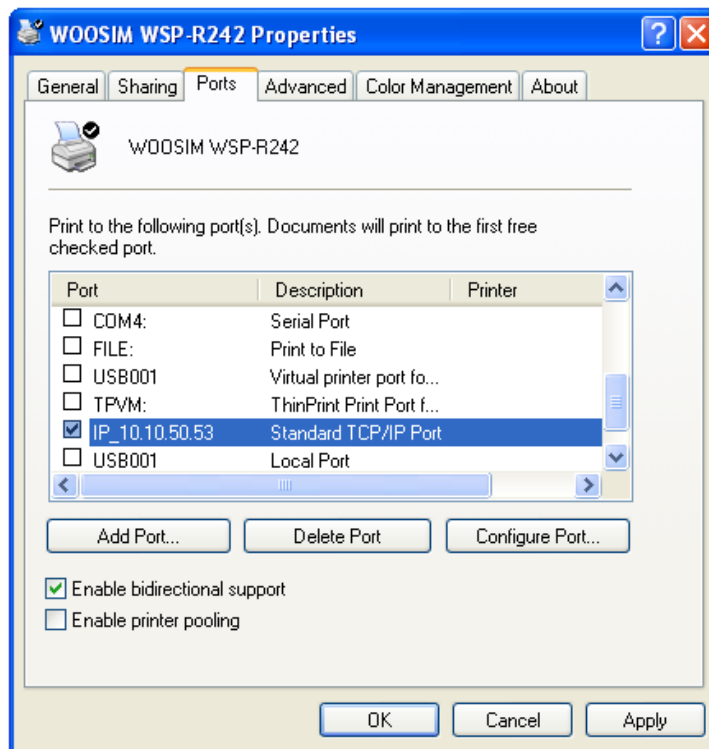 WOOSIM WSP-R242 Properties
General Sharing Ports Advanced Color Management About
WOOSIM WSP-R242
Print to the following port(s). Documents will print to the first free
checked port.
Port Description Printer
COM4: Serial Port
FILE: Print to File
USB001 Virtual printer port fo...
TPVM: ThinPrint Print Port f...
IP_10.10.50.53 Standard TCP/IP Port
USB001 Local Port
Add Port... Delete Port Configure Port...
Enable bidirectional support
Enable printer pooling
OK Cancel Apply